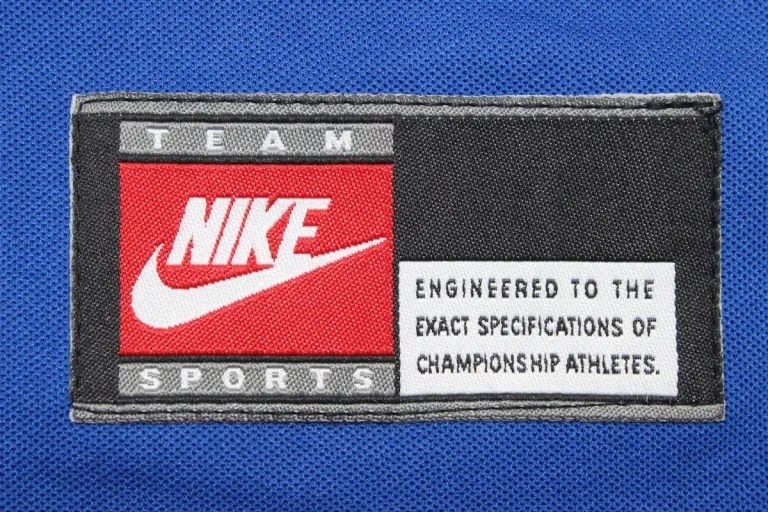 TEAM
NIKE
SPORTS
ENGINEERED TO THE
EXACT SPECIFICATIONS OF
CHAMPIONSHIP ATHLETES.